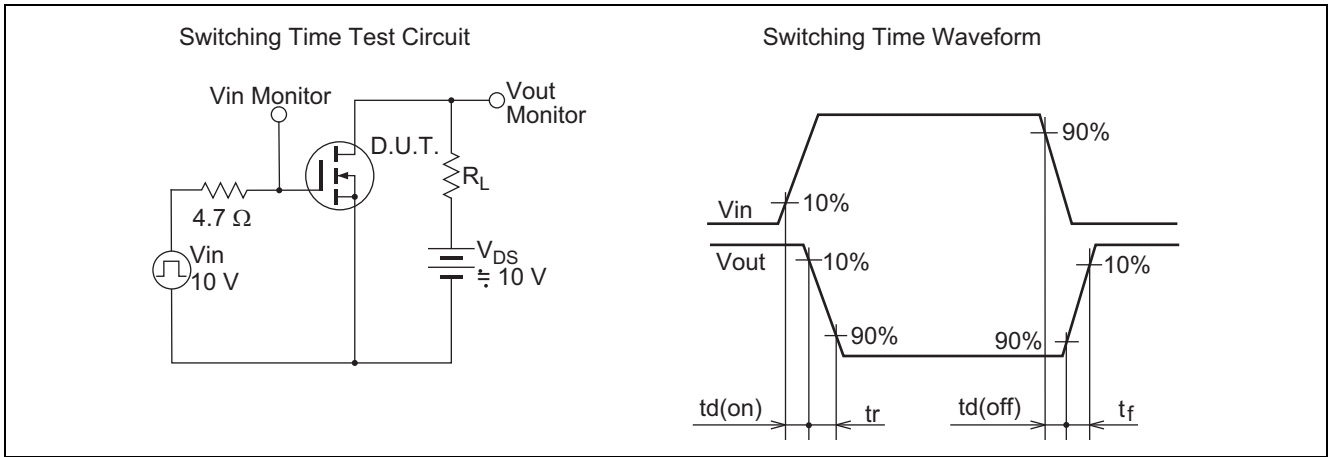 Switching Time Test Circuit
Vin Monitor
Vout
Monitor
D.U.T.
RL
4.7 Ω
Vin
10 V
VDS
≒ 10 V
Switching Time Waveform
90%
Vin
10%
Vout
10%
10%
90%
90%
td(on)
tr
td(off)
tf